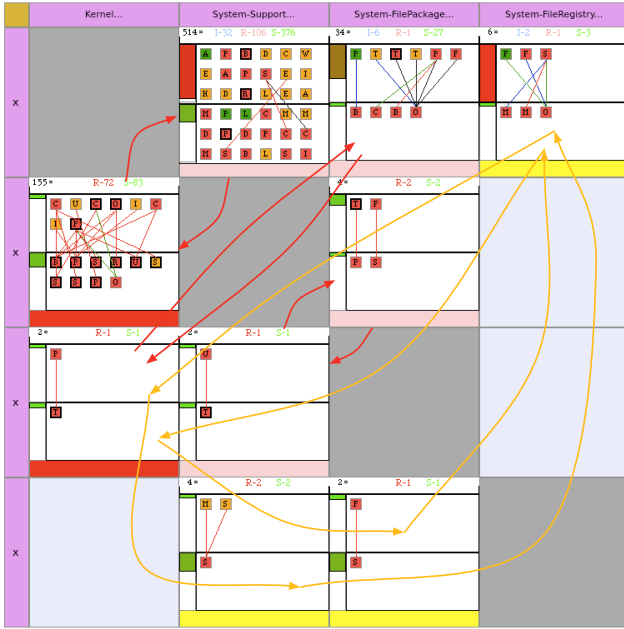 Kernel... System-Support... System-FilePackage... System-FileRegistry...
514= I-32 R-106 S-376 34= I-6 R-1 S-27 6= I-2 R-1 S-3
A P B D C W P T T T P F F F S
E A P S E I
x
H D R L E A
M P L C M M B C B O M M O
D P D P C C
M S B L S I
155= R-72 S-83 4= R-2 S-2
C U C O I C T F
I F
x
S U S P S
S S F O
2= R-1 S-1 2= R-1 S-1
P U
x
T T
4= R-2 S-2 2= R-1 S-1
M S F
x
S S